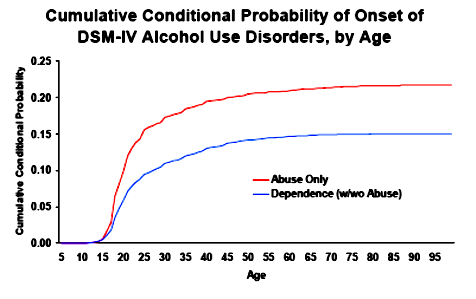 Cumulative Conditional Probability of Onset of
DSM-IV Alcohol Use Disorders, by Age
Cumulative Conditional Probability
0.25
0.20
0.15
0.10
0.05
0.00
Abuse Only
Dependence (w/wo Abuse)
5 10 15 20 25 30 35 40 45 50 55 60 65 70 75 80 85 90 95
Age